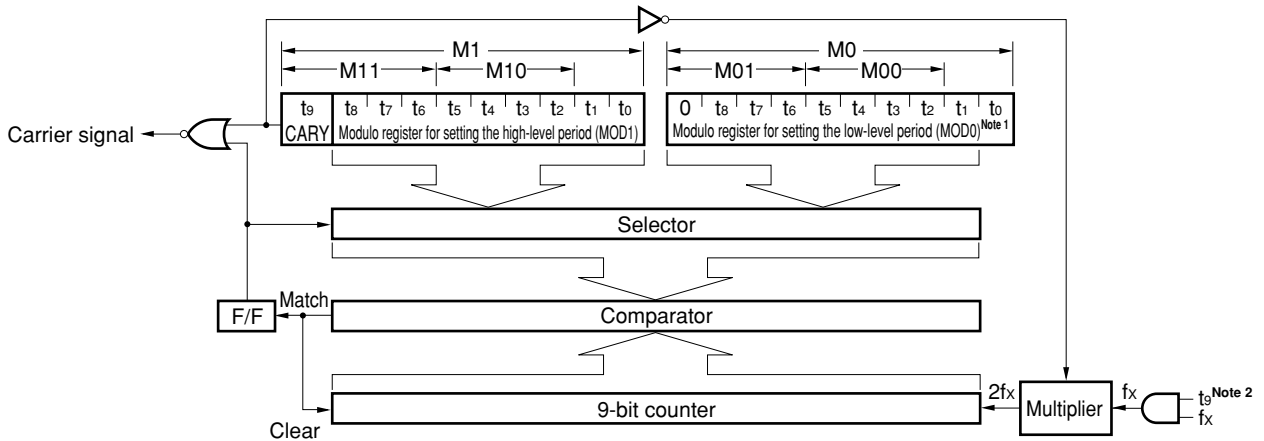 M1 M0
M11 M10 M01 M00
t9 t8 t7 t6 t5 t4 t3 t2 t1 t0 0 t8 t7 t6 t5 t4 t3 t2 t1 t0
Carrier signal CARY Modulo register for setting the high-level period (MOD1) Modulo register for setting the low-level period (MOD0) Note 1
Selector
Match
F/F Comparator
2fx fx t9 Note 2
9-bit counter Multiplier fx
Clear